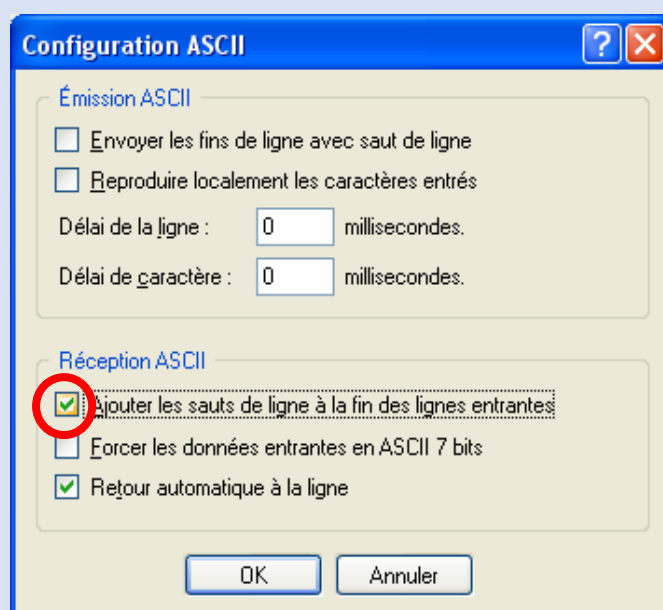 Configuration ASCII
Émission ASCII
Envoyer les fins de ligne avec saut de ligne
Reproduire localement les caractères entrés
Délai de la ligne : 0 millisecondes.
Délai de caractère : 0 millisecondes.
Réception ASCII
Ajouter les sauts de ligne à la fin des lignes entrantes
Forcer les données entrantes en ASCII 7 bits
Retour automatique à la ligne
OK Annuler